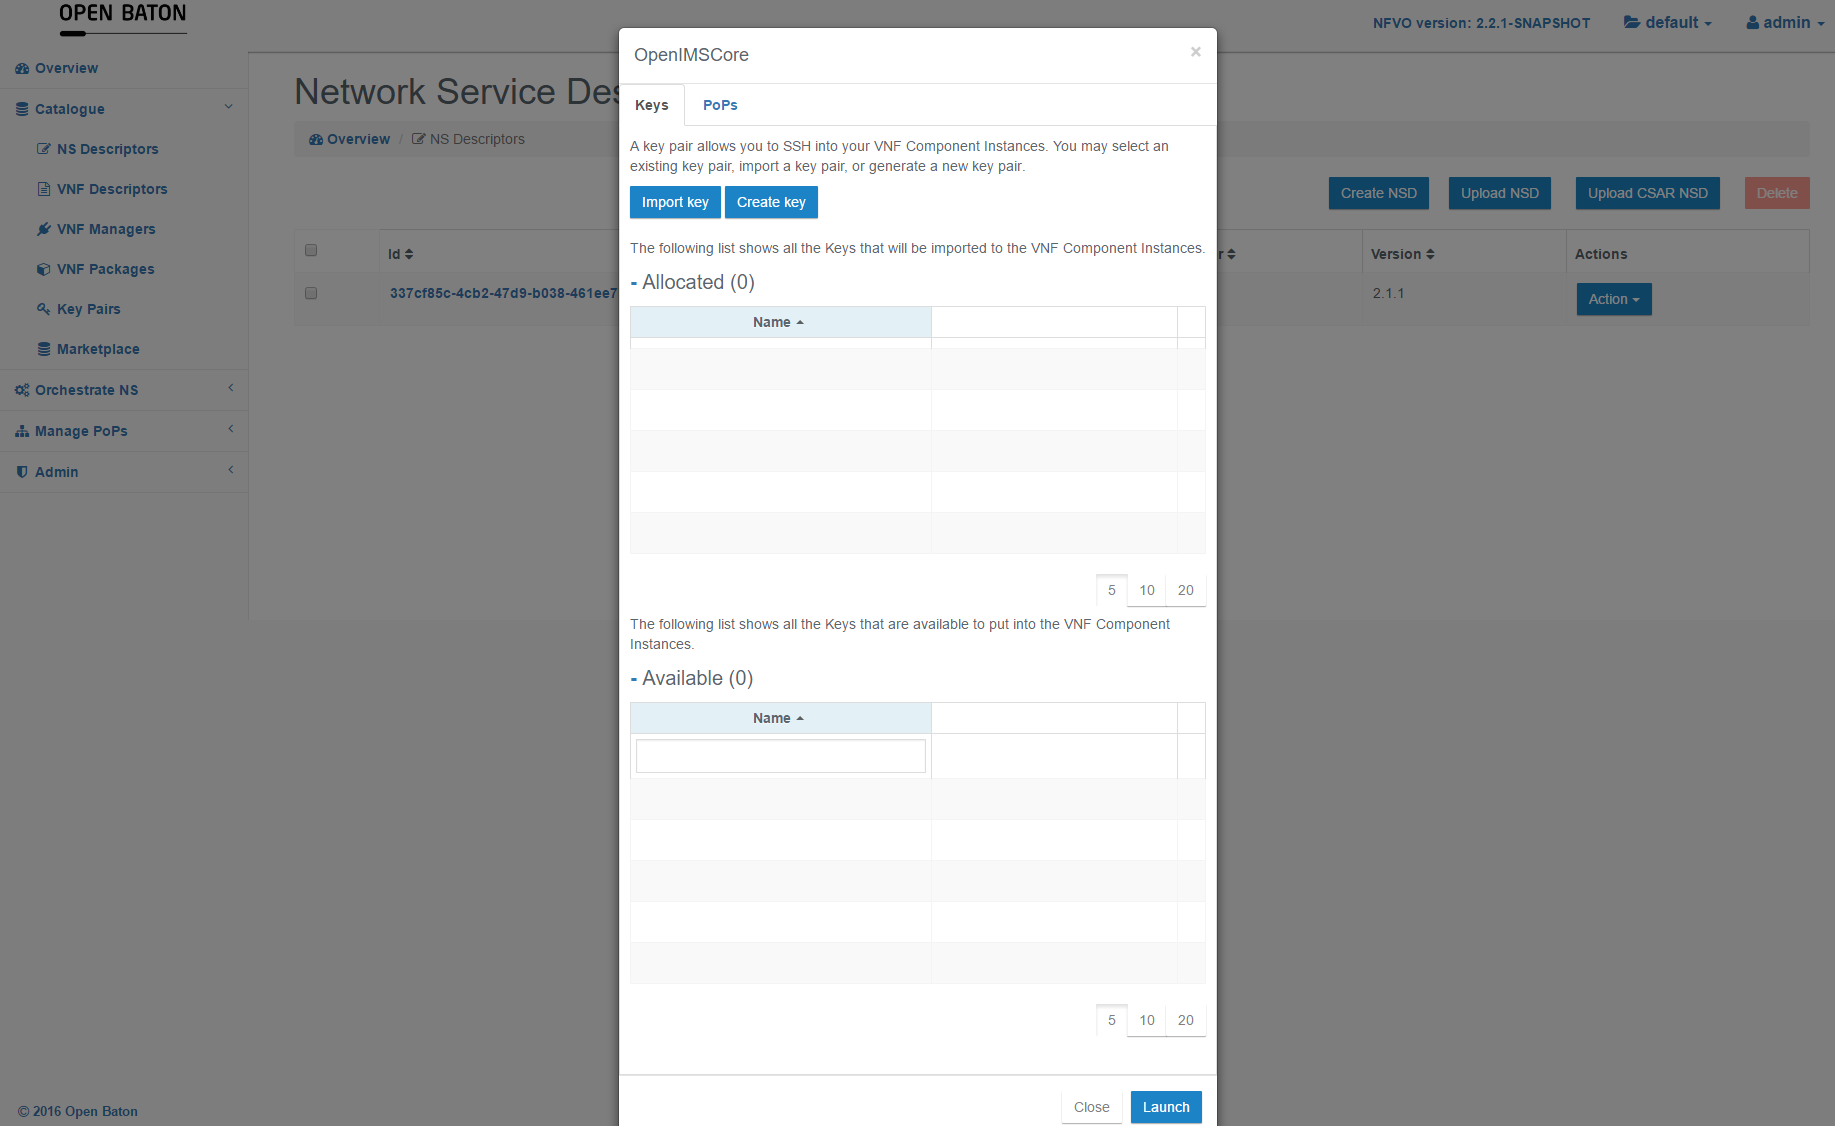 OPEN BATON
NFVO version: 2.2.1-SNAPSHOT
default
admin
Overview
Catalogue
NS Descriptors
VNF Descriptors
VNF Managers
VNF Packages
Key Pairs
Marketplace
Orchestrate NS
Manage PoPs
Admin
Network Service Des
Overview / NS Descriptors
Create NSD
Upload NSD
Upload CSAR NSD
Delete
Id
r
Version
Actions
337cf85c-4cb2-47d9-b038-461ee7
2.1.1
Action
OpenIMSCore
×
Keys
PoPs
A key pair allows you to SSH into your VNF Component Instances. You may select an
existing key pair, import a key pair, or generate a new key pair.
Import key
Create key
The following list shows all the Keys that will be imported to the VNF Component Instances.
- Allocated (0)
Name
5 10 20
The following list shows all the Keys that are available to put into the VNF Component
Instances.
- Available (0)
Name
5 10 20
Close
Launch
© 2016 Open Baton